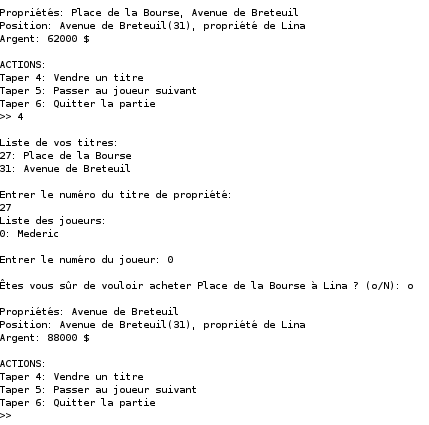 Propriétés: Place de la Bourse, Avenue de Breteuil
Position: Avenue de Breteuil(31), propriété de Lina
Argent: 62000 $
ACTIONS:
Taper 4: Vendre un titre
Taper 5: Passer au joueur suivant
Taper 6: Quitter la partie
>> 4
Liste de vos titres:
27: Place de la Bourse
31: Avenue de Breteuil
Entrer le numéro du titre de propriété:
27
Liste des joueurs:
0: Mederic
Entrer le numéro du joueur: 0
Êtes vous sûr de vouloir acheter Place de la Bourse à Lina ? (o/N): o
Propriétés: Avenue de Breteuil
Position: Avenue de Breteuil(31), propriété de Lina
Argent: 88000 $
ACTIONS:
Taper 4: Vendre un titre
Taper 5: Passer au joueur suivant
Taper 6: Quitter la partie
>>